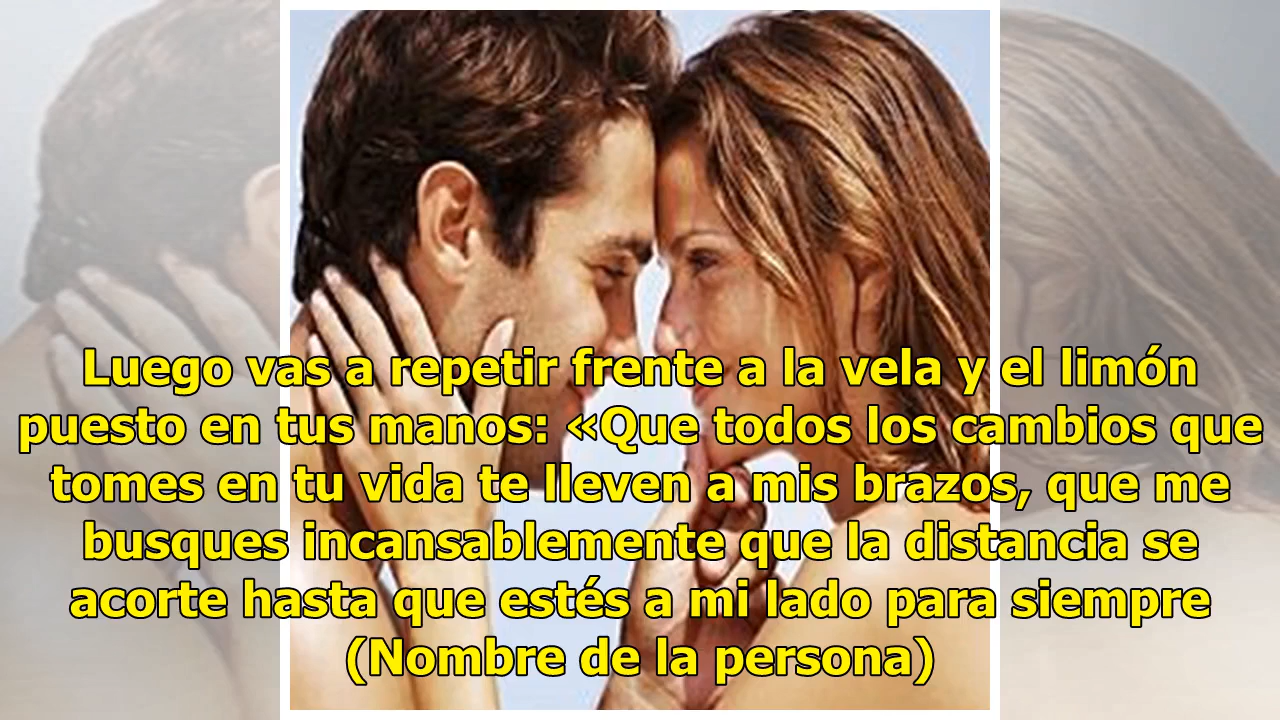 Luego vas a repetir frente a la vela y el limón
puesto en tus manos: «Que todos los cambios que
tomes en tu vida te lleven a mis brazos, que me
busques incansablemente que la distancia se
acorte hasta que estés a mi lado para siempre
(Nombre de la persona)